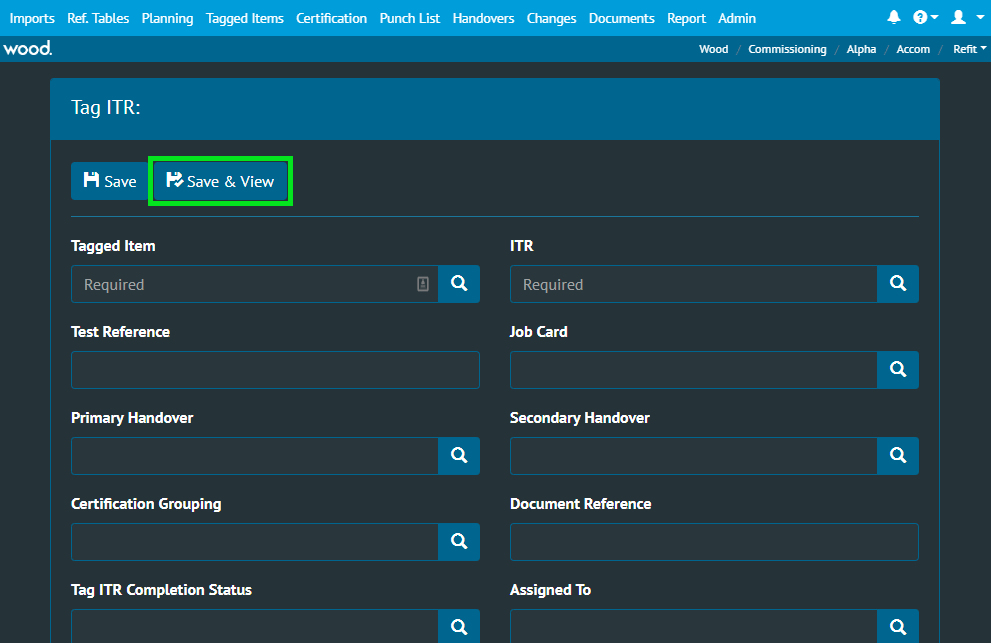 Imports Ref. Tables Planning Tagged Items Certification Punch List Handovers Changes Documents Report Admin
wood. Wood / Commissioning / Alpha / Accom / Refit
Tag ITR:
Save Save & View
Tagged Item ITR
Required Required
Test Reference Job Card
Primary Handover Secondary Handover
Certification Grouping Document Reference
Tag ITR Completion Status Assigned To